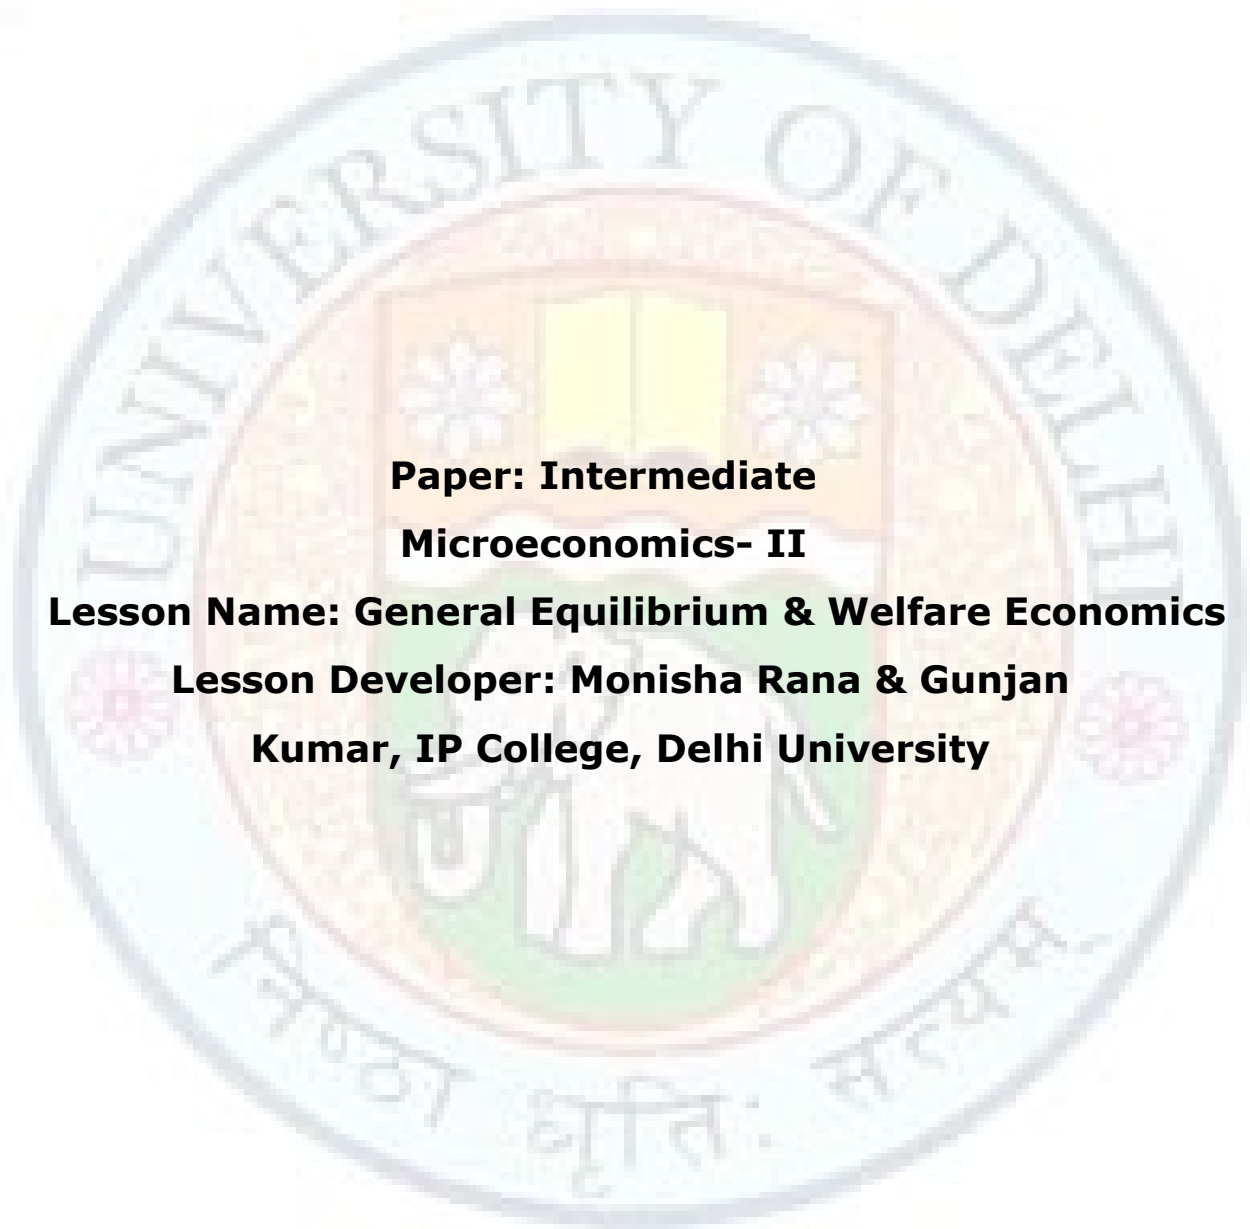 UNIVERSITY OF DELHI
Paper: Intermediate
Microeconomics- II
Lesson Name: General Equilibrium & Welfare Economics
Lesson Developer: Monisha Rana & Gunjan
Kumar, IP College, Delhi University
निष्ठा धृति: सत्यम्